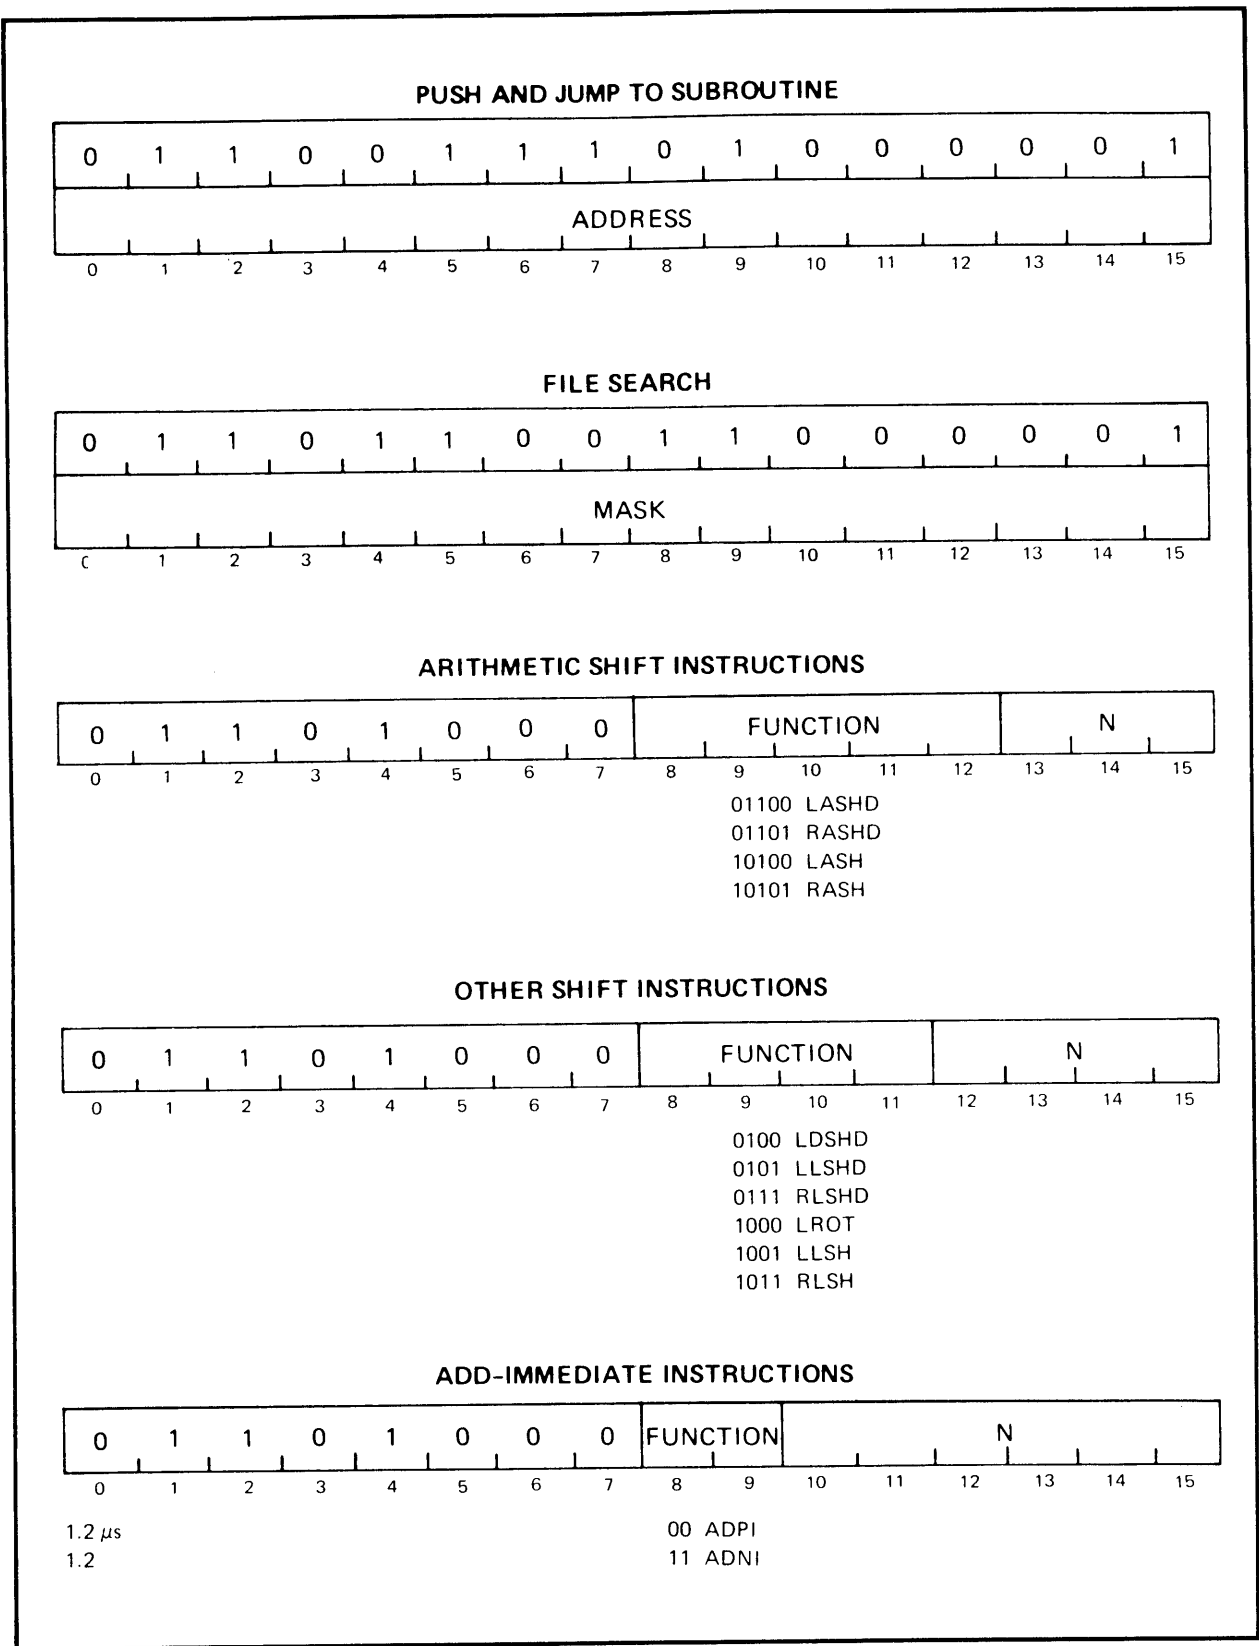 PUSH AND JUMP TO SUBROUTINE
0 1 1 0 0 1 1 1 0 1 0 0 0 0 0 1
ADDRESS
0 1 2 3 4 5 6 7 8 9 10 11 12 13 14 15
FILE SEARCH
0 1 1 0 1 1 0 0 1 1 0 0 0 0 0 1
MASK
C 1 2 3 4 5 6 7 8 9 10 11 12 13 14 15
ARITHMETIC SHIFT INSTRUCTIONS
0 1 1 0 1 0 0 0 FUNCTION N
0 1 2 3 4 5 6 7 8 9 10 11 12 13 14 15
01100 LASHD
01101 RASHD
10100 LASH
10101 RASH
OTHER SHIFT INSTRUCTIONS
0 1 1 0 1 0 0 0 FUNCTION N
0 1 2 3 4 5 6 7 8 9 10 11 12 13 14 15
0100 LDSHD
0101 LLSHD
0111 RLSHD
1000 LROT
1001 LLSH
1011 RLSH
ADD-IMMEDIATE INSTRUCTIONS
0 1 1 0 1 0 0 0 FUNCTION N
0 1 2 3 4 5 6 7 8 9 10 11 12 13 14 15
1.2 μs 00 ADPI
1.2 11 ADNI